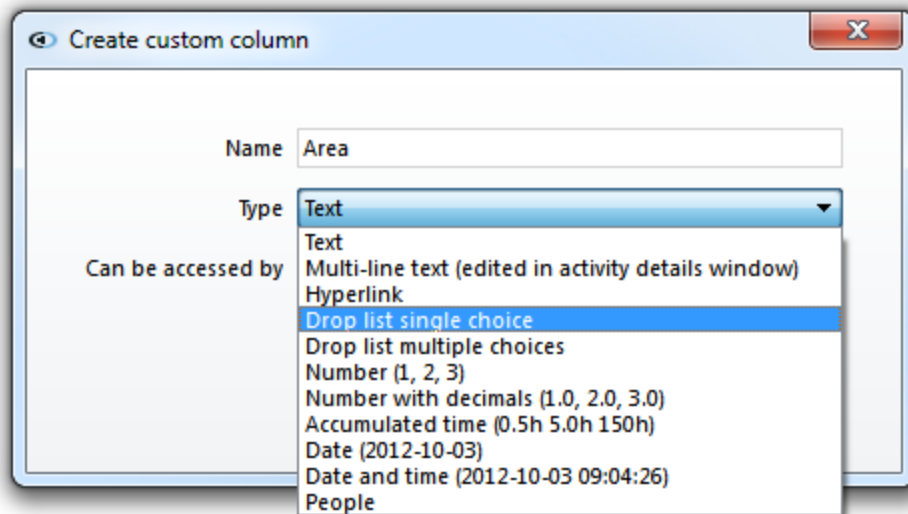 Create custom column
Name Area
Type Text
Text
Can be accessed by
Multi-line text (edited in activity details window)
Hyperlink
Drop list single choice
Drop list multiple choices
Number (1, 2, 3)
Number with decimals (1.0, 2.0, 3.0)
Accumulated time (0.5h 5.0h 150h)
Date (2012-10-03)
Date and time (2012-10-03 09:04:26)
People